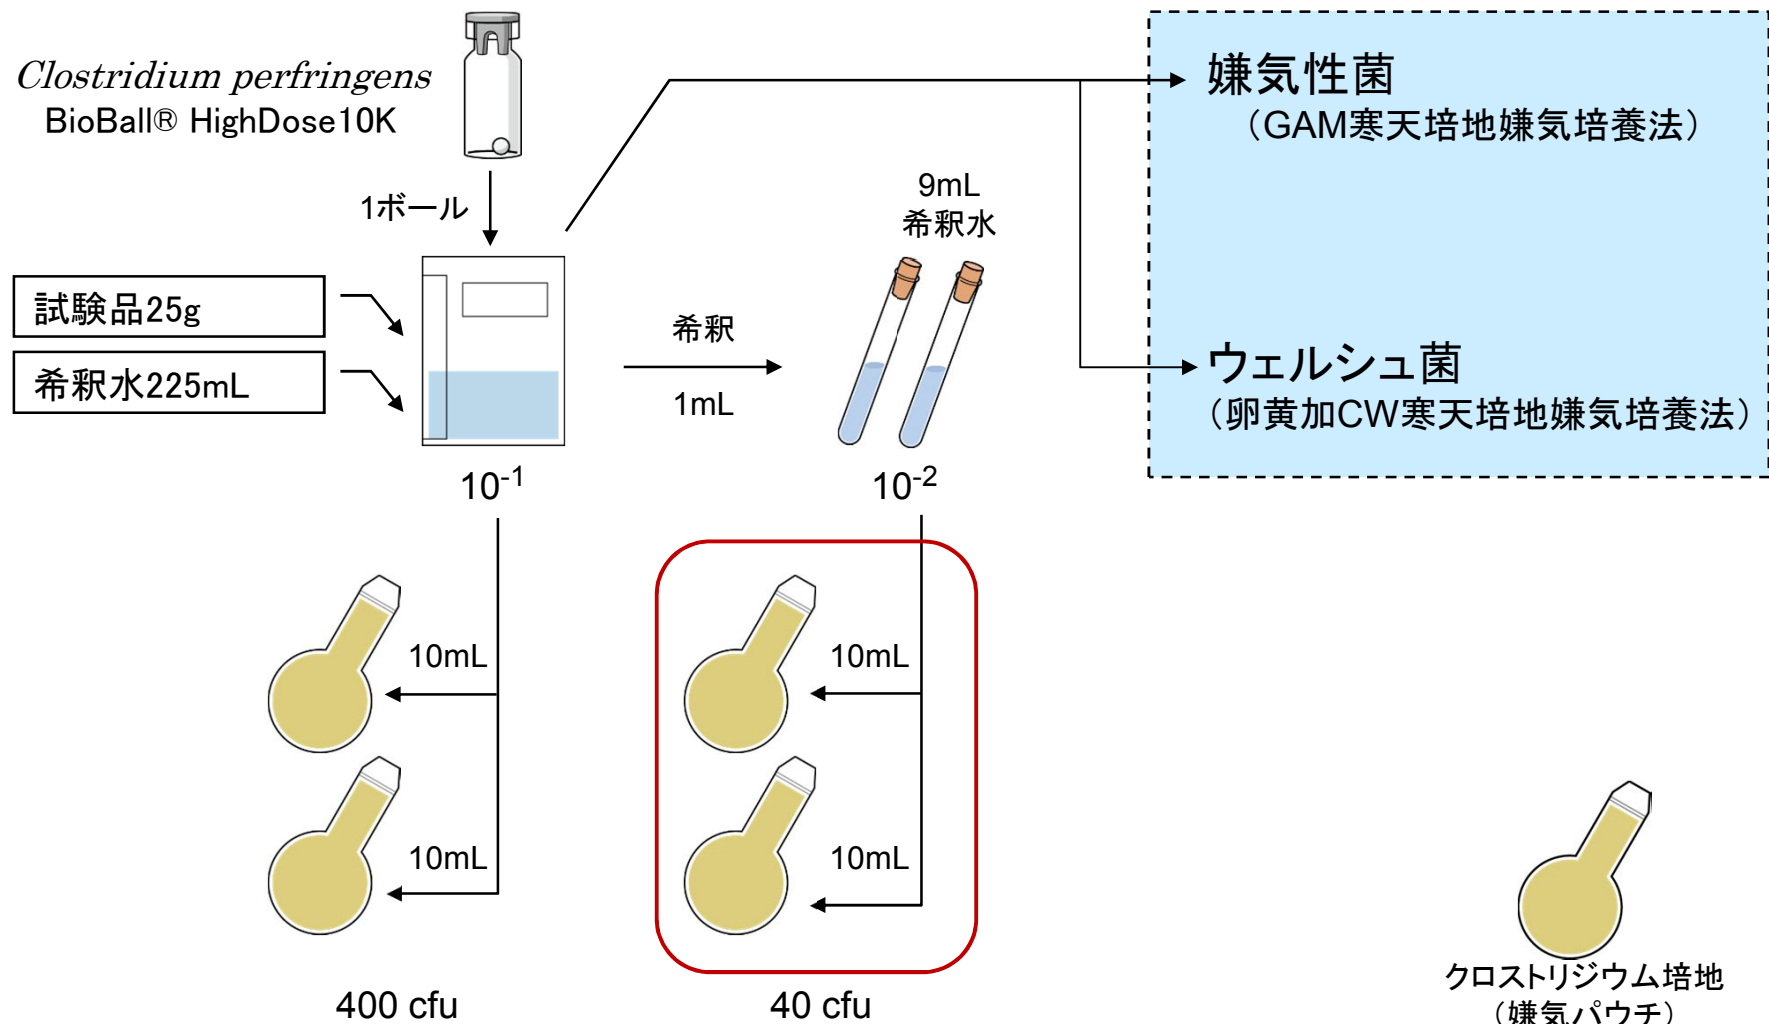 Clostridium perfringens
BioBall® HighDose10K
1ボール
試験品25g
希釈水225mL
希釈
1mL
9mL
希釈水
10-1
10-2
嫌気性菌
（GAM寒天培地嫌気培養法）
ウェルシュ菌
（卵黄加CW寒天培地嫌気培養法）
10mL
10mL
10mL
10mL
400 cfu
40 cfu
クロストリジウム培地
（嫌気パウチ）